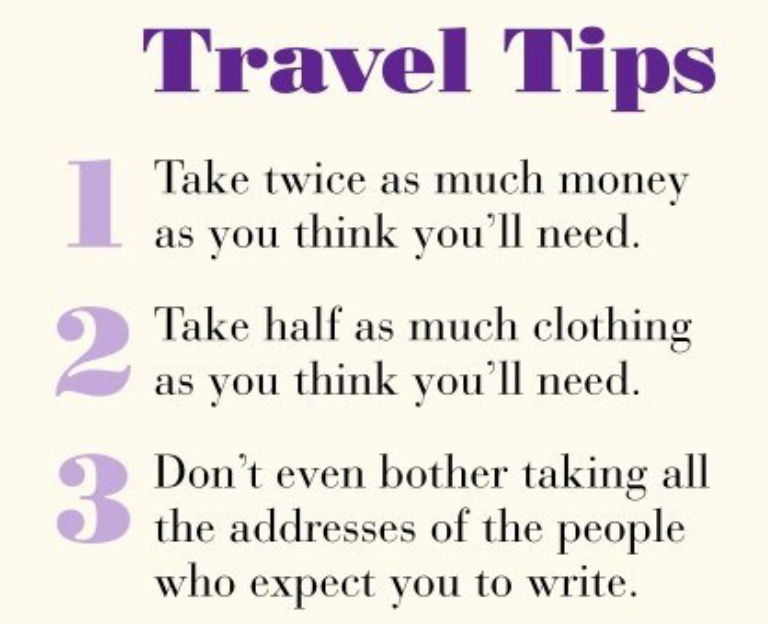 Travel Tips
1 Take twice as much money
as you think you’ll need.
2 Take half as much clothing
as you think you’ll need.
3 Don’t even bother taking all
the addresses of the people
who expect you to write.